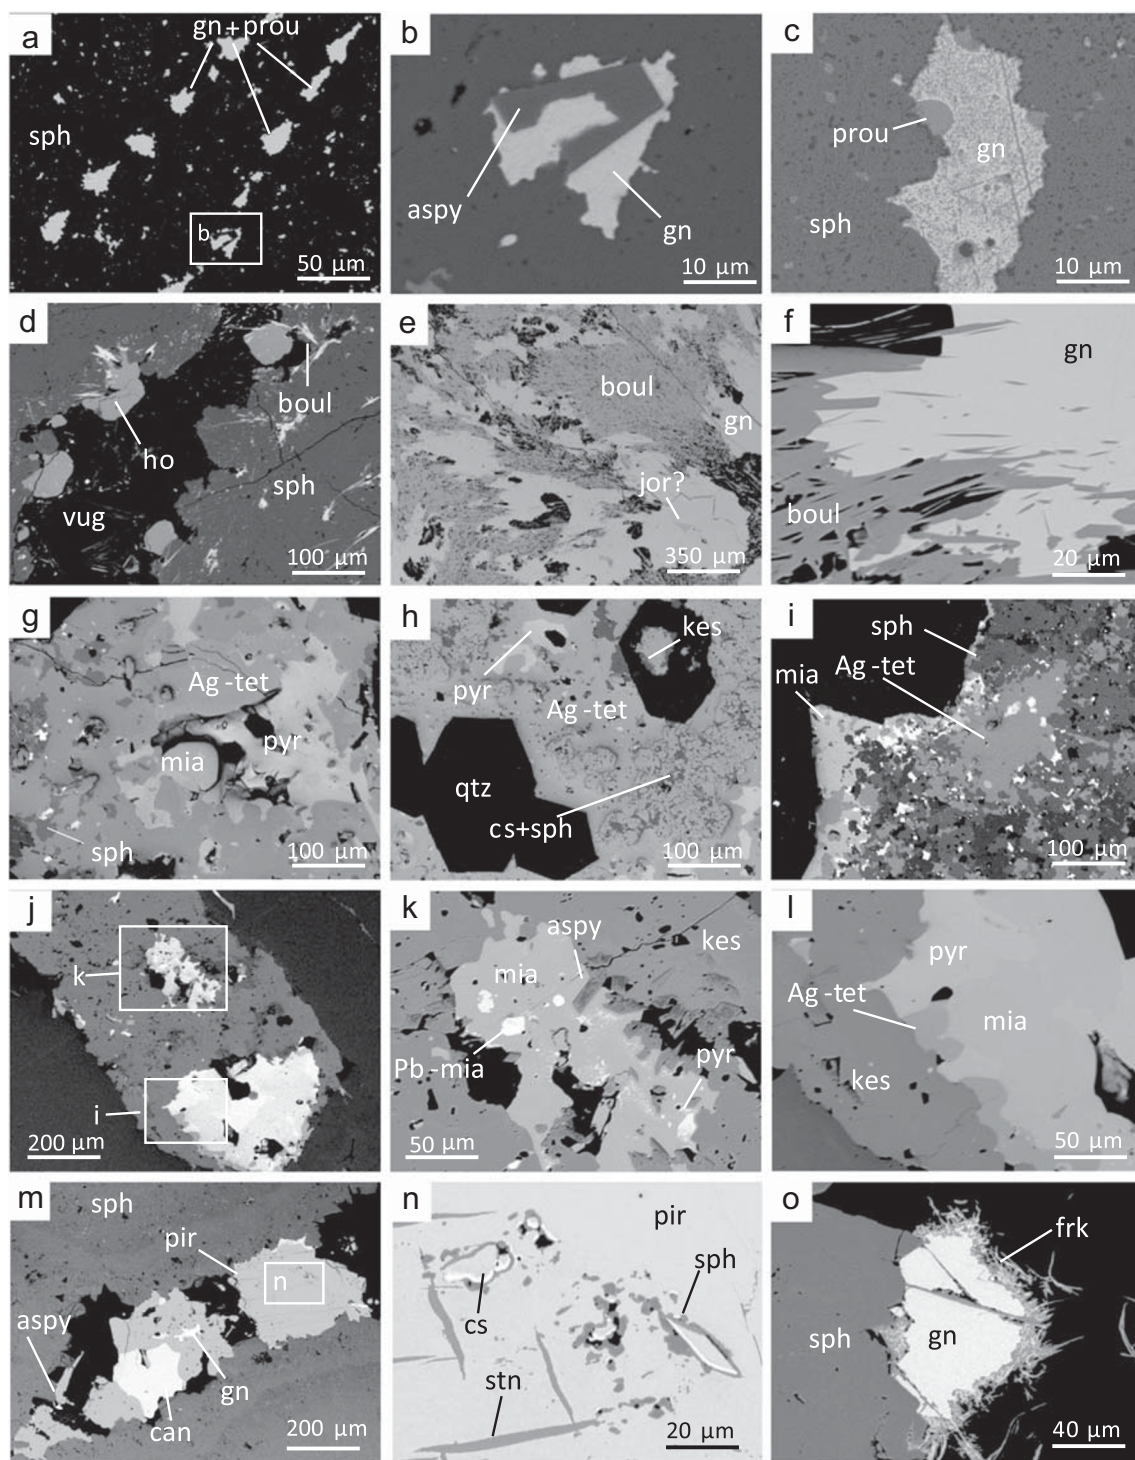 a
gn+prou
sph
b
50 µm
b
aspy
gn
10 µm
c
prou
gn
sph
10 µm
d
boul
ho
sph
vug
100 µm
e
boul
gn
jor?
350 µm
f
gn
boul
20 µm
g
Ag-tet
pyr
mia
sph
100 µm
h
kes
pyr
Ag-tet
qtz
cs+sph
100 µm
i
sph
Ag-tet
mia
100 µm
j
k
i
200 µm
k
aspy
kes
mia
Pb-mia
pyr
50 µm
l
pyr
Ag-tet
mia
kes
50 µm
m
sph
pir
n
aspy
gn
can
200 µm
n
pir
sph
cs
stn
20 µm
o
frk
gn
sph
40 µm